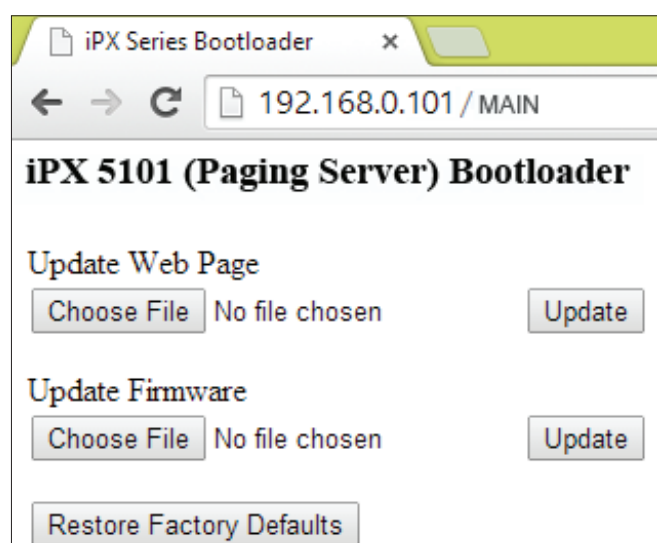 iPX Series Bootloader
192.168.0.101/MAIN
iPX 5101 (Paging Server) Bootloader
Update Web Page
Choose File No file chosen Update
Update Firmware
Choose File No file chosen Update
Restore Factory Defaults